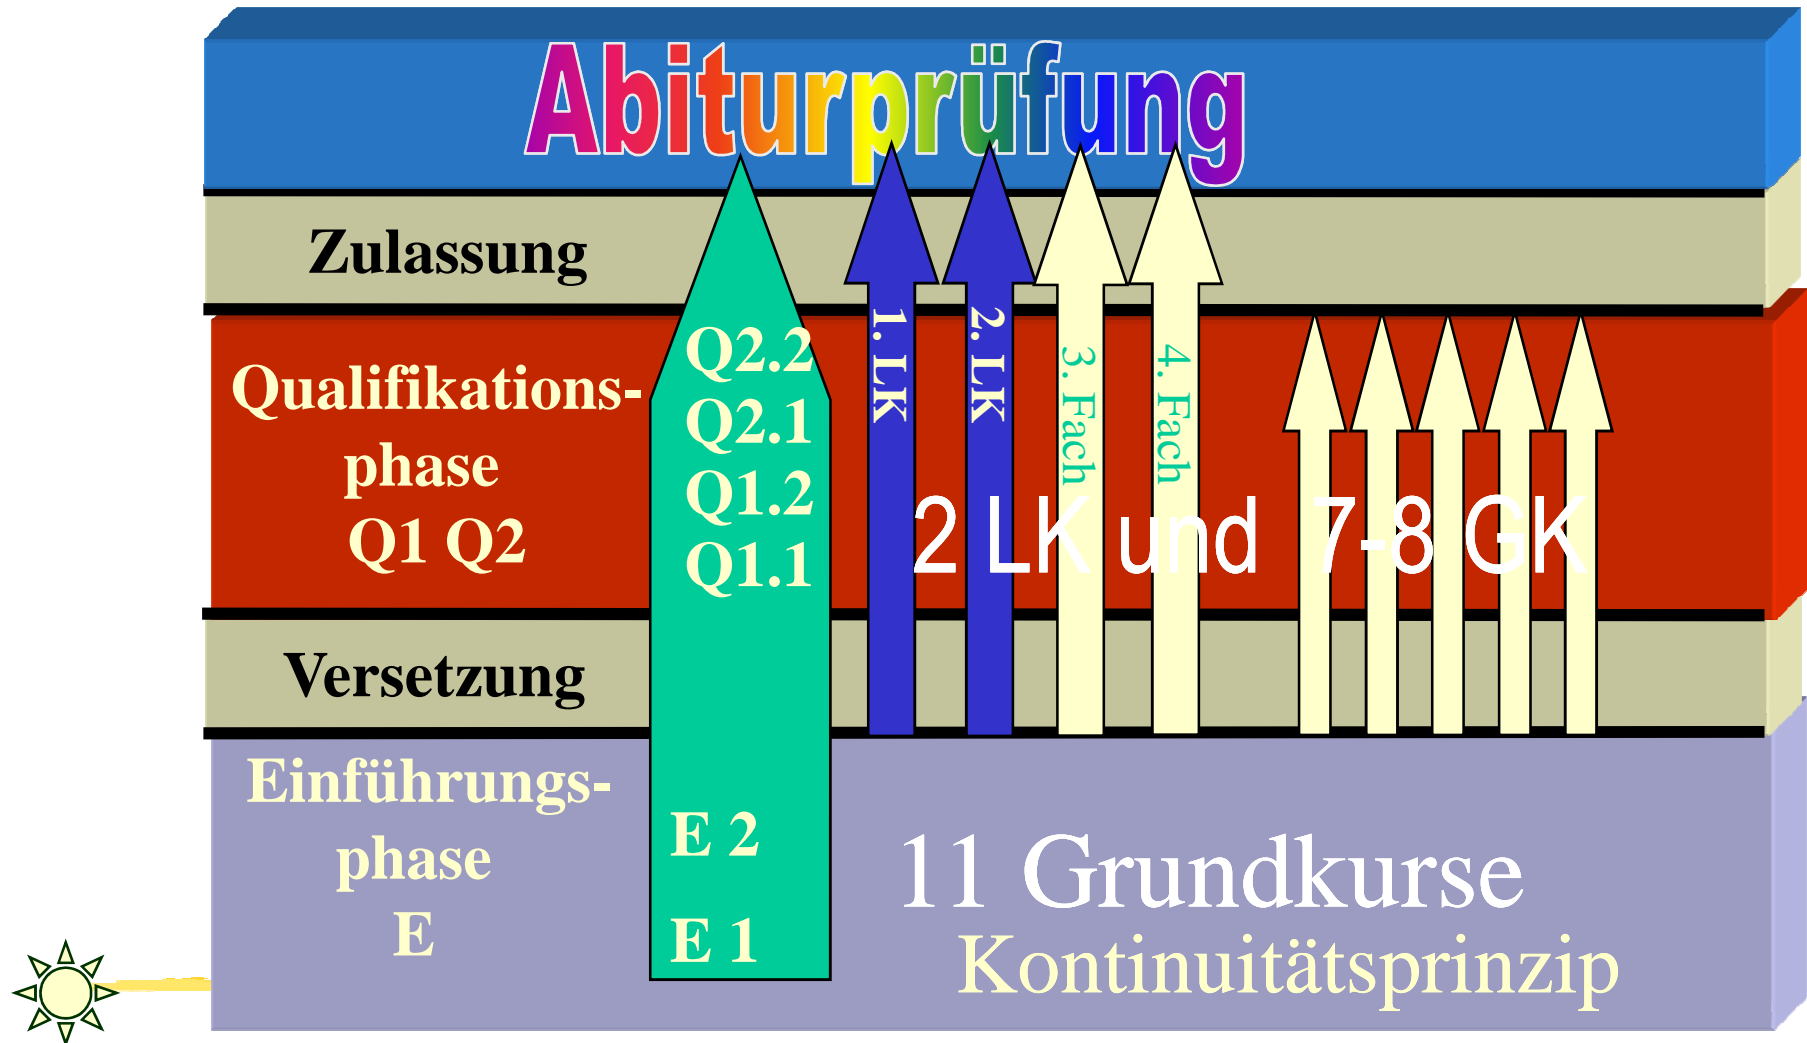 Abiturprüfung
Zulassung
Qualifikations-
phase
Q1 Q2
Versetzung
Einführungs-
phase
E
Q2.2
Q2.1
Q1.2
Q1.1
E 2
E 1
1. LK
2. LK
3. Fach
4. Fach
2 LK und 7-8 GK
11 Grundkurse
Kontinuitätsprinzip